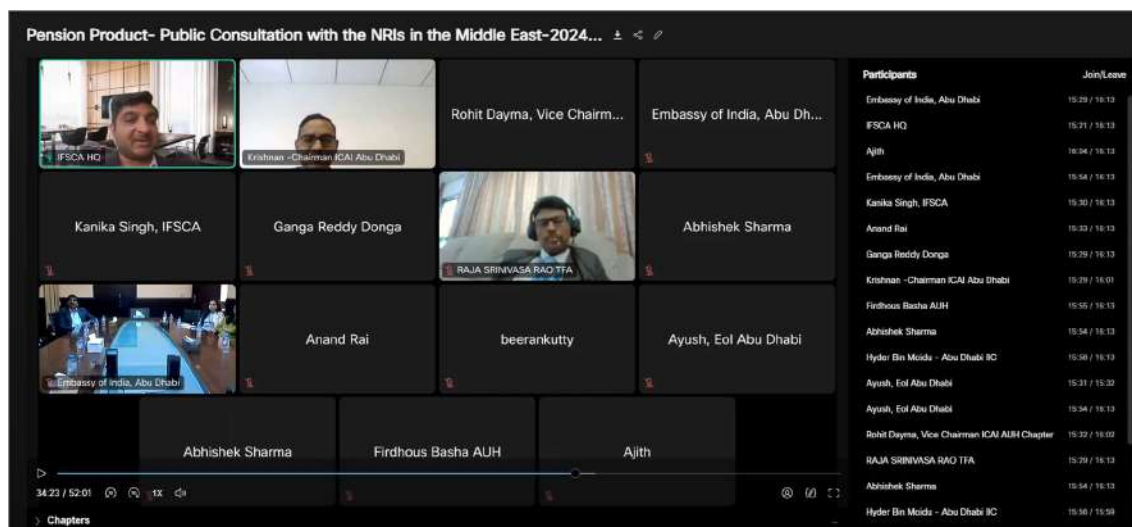 Pension Product- Public Consultation with the NRIs in the Middle East-2024...
IFSCA HQ
Krishnan -Chairman ICAI Abu Dhabi
Rohit Dayma, Vice Chairm...
Embassy of India, Abu Dh...
Kanika Singh, IFSCA
Ganga Reddy Donga
RAJA SRINIVASA RAO TFA
Abhishek Sharma
Embassy of India, Abu Dhabi
Anand Rai
beerankutty
Ayush, EoI Abu Dhabi
Abhishek Sharma
Firdhous Basha AUH
Ajith
34:23 / 52:01
1X
Chapters
Participants Join/Leave
Embassy of India, Abu Dhabi 15:29 / 16:13
IFSCA HQ 15:21 / 16:13
Ajith 16:04 / 16:13
Embassy of India, Abu Dhabi 15:54 / 16:13
Kanika Singh, IFSCA 15:30 / 16:13
Anand Rai 15:33 / 16:13
Ganga Reddy Donga 15:29 / 16:13
Krishnan -Chairman ICAI Abu Dhabi 15:29 / 16:01
Firdhous Basha AUH 15:55 / 16:13
Abhishek Sharma 15:54 / 16:13
Hyder Bin Moidu - Abu Dhabi IIC 15:58 / 16:13
Ayush, EoI Abu Dhabi 15:31 / 15:32
Ayush, EoI Abu Dhabi 15:34 / 16:13
Rohit Dayma, Vice Chairman ICAI AUH Chapter 15:32 / 16:02
RAJA SRINIVASA RAO TFA 15:29 / 16:13
Abhishek Sharma 15:54 / 16:13
Hyder Bin Moidu - Abu Dhabi IIC 15:56 / 15:59